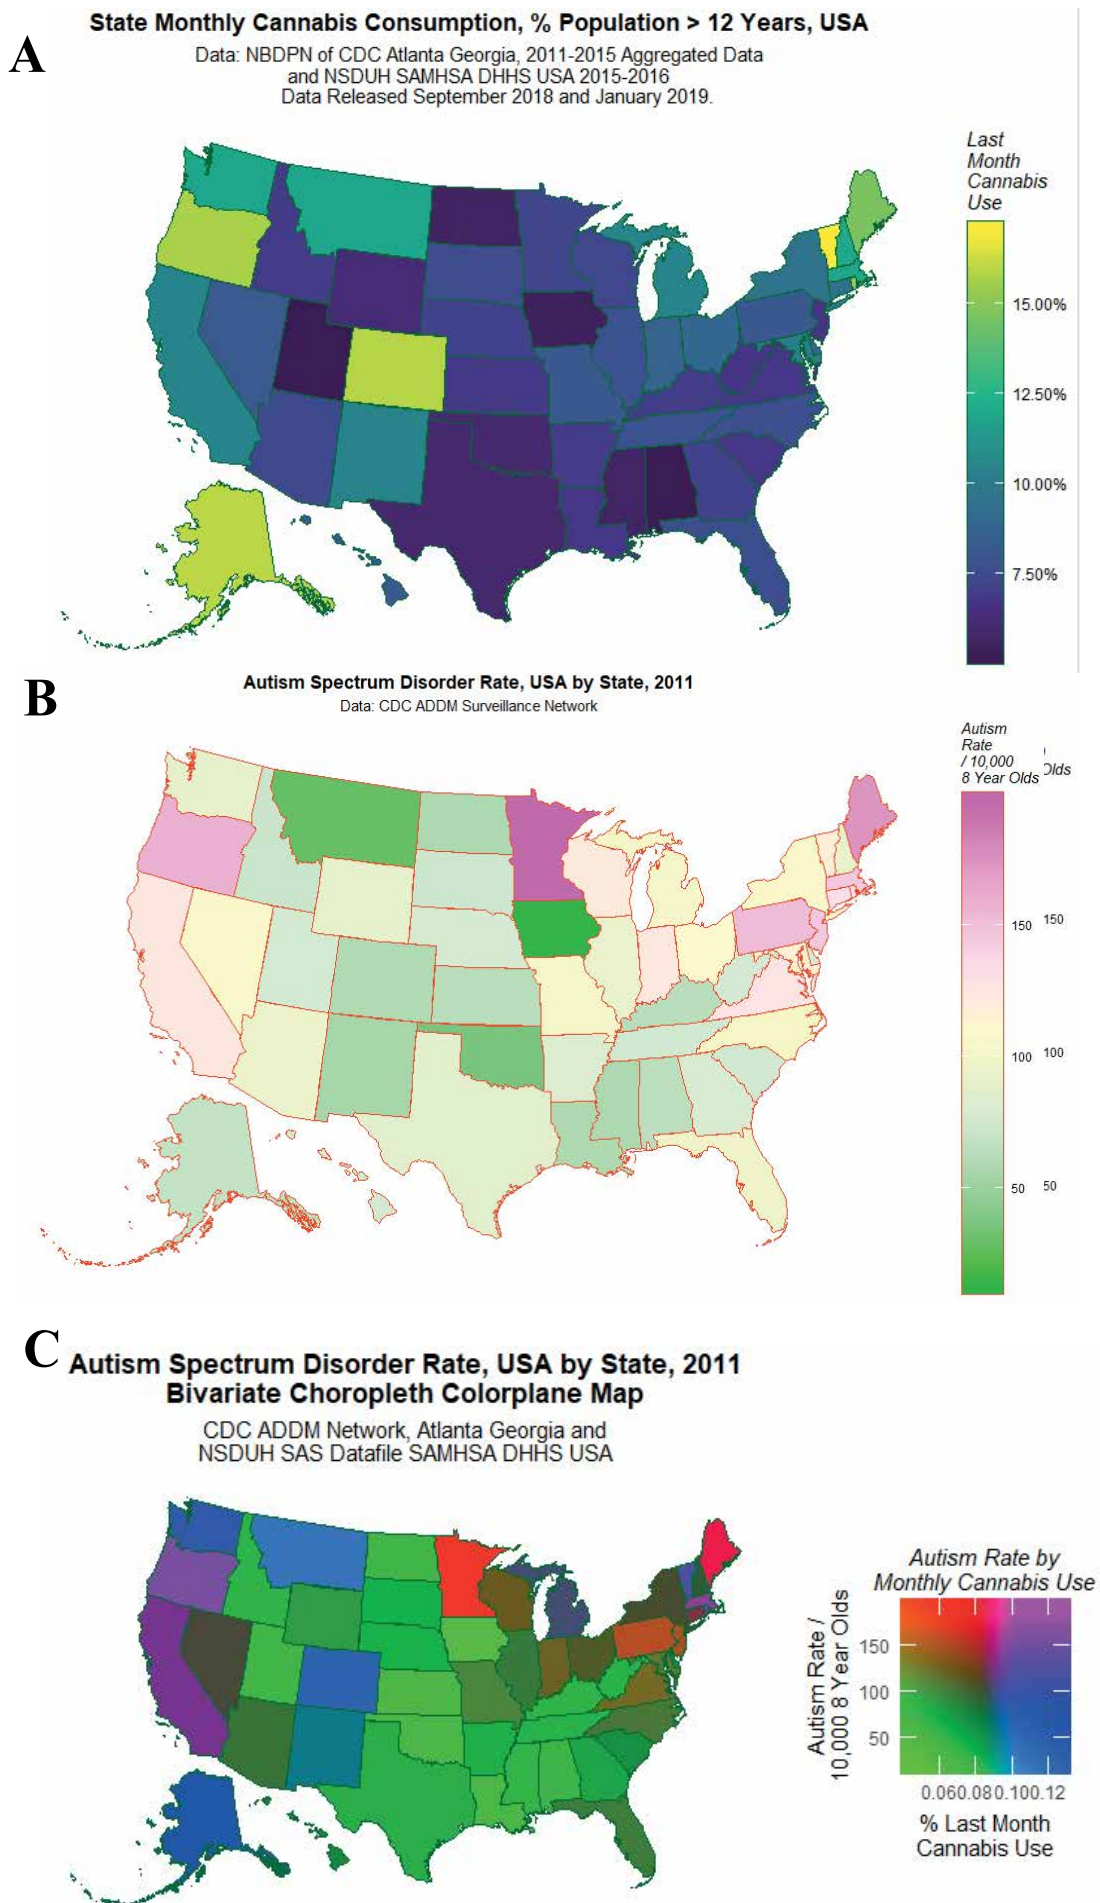 A
State Monthly Cannabis Consumption, % Population > 12 Years, USA
Data: NBDPN of CDC Atlanta Georgia, 2011-2015 Aggregated Data
and NSDUH SAMHSA DHHS USA 2015-2016
Data Released September 2018 and January 2019.
Last
Month
Cannabis
Use
15.00%
12.50%
10.00%
7.50%
B
Autism Spectrum Disorder Rate, USA by State, 2011
Data: CDC ADDM Surveillance Network
Autism
Rate
/ 10,000
8 Year Olds
Olds
150
150
100
100
50
50
C
Autism Spectrum Disorder Rate, USA by State, 2011
Bivariate Choropleth Colorplane Map
CDC ADDM Network, Atlanta Georgia and
NSDUH SAS Datafile SAMHSA DHHS USA
Autism Rate by
Monthly Cannabis Use
Autism Rate /
10,000 8 Year Olds
150
100
50
0.060.080.100.12
% Last Month
Cannabis Use